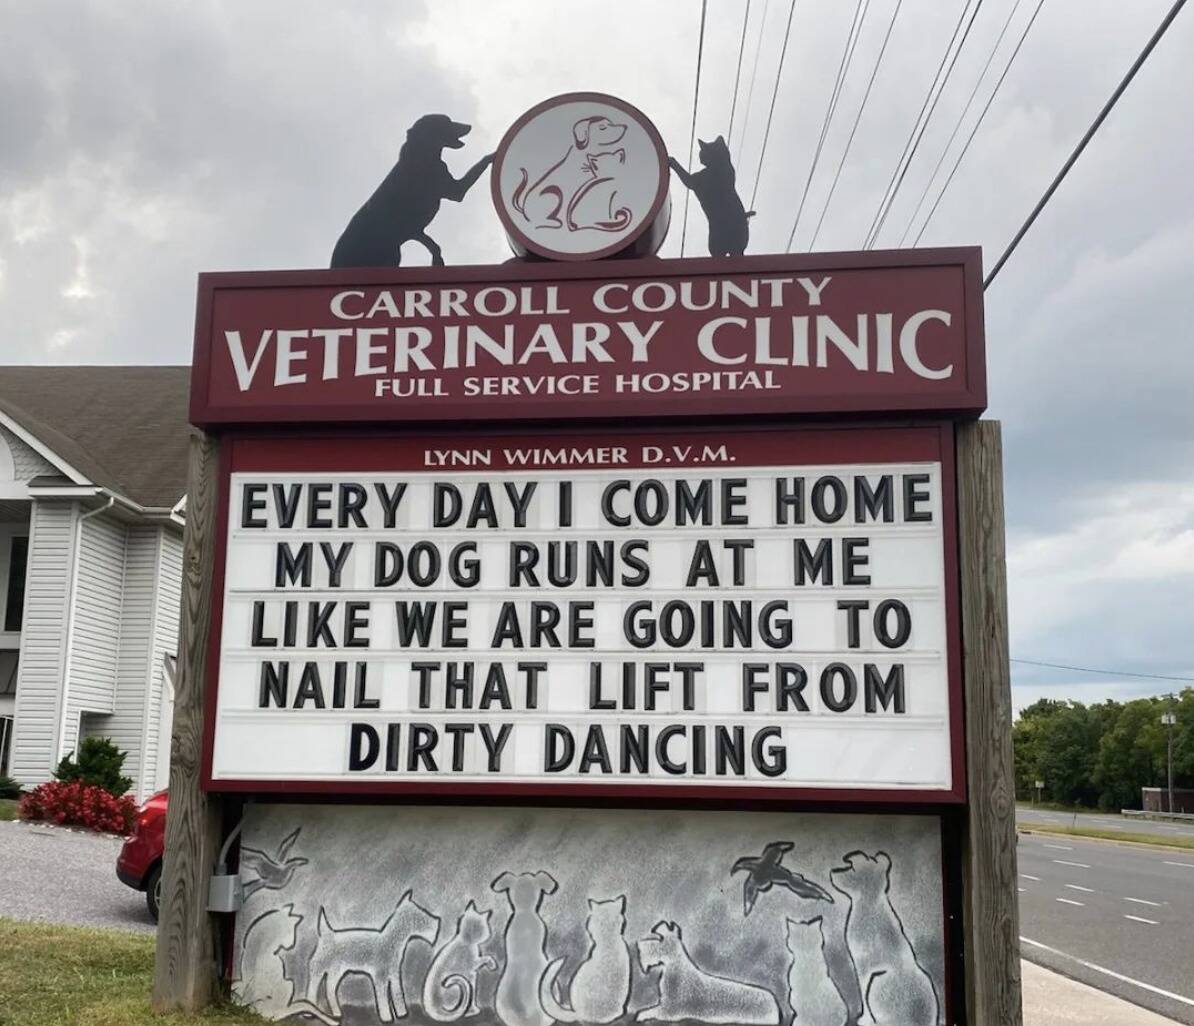 CARROLL COUNTY
VETERINARY CLINIC
FULL SERVICE HOSPITAL
LYNN WIMMER D.V.M.
EVERY DAY I COME HOME
MY DOG RUNS AT ME
LIKE WE ARE GOING TO
NAIL THAT LIFT FROM
DIRTY DANCING